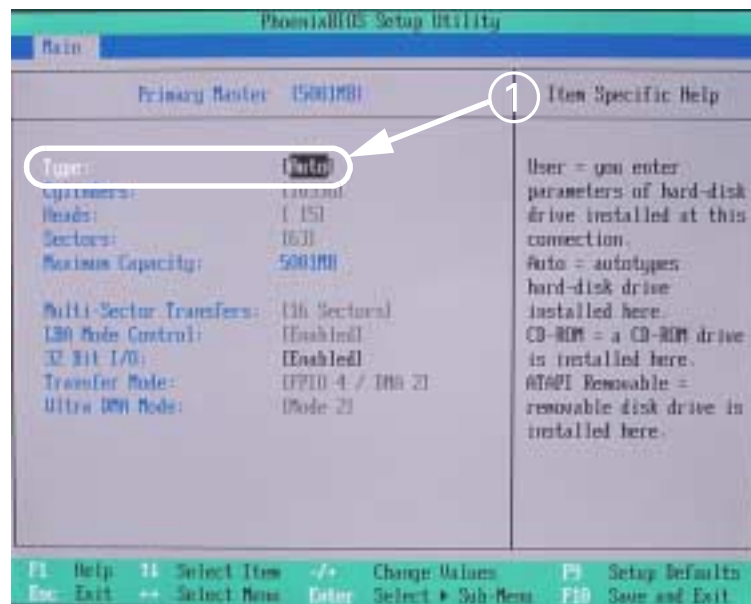 PhoenixBIOS Setup Utility
Main
Primary Master [5001MB]
1
Item Specific Help
Type: [Auto]
Cylinders:
Heads: [ 15]
Sectors: [63]
Maximum Capacity: 5001MB
Multi-Sector Transfers: [16 Sectors]
LBA Mode Control: [Enabled]
32 Bit I/O: [Enabled]
Transfer Mode: [FPIO 4 / DMA 2]
Ultra DMA Mode: [Mode 2]
User = you enter
parameters of hard-disk
drive installed at this
connection.
Auto = autotypes
hard-disk drive
installed here.
CD-ROM = a CD-ROM drive
is installed here.
ATAPI Removable =
removable disk drive is
installed here.
F1 Help ↑↓ Select Item -/+ Change Values F9 Setup Defaults
Esc Exit ↔ Select Menu Enter Select ▶ Sub-Menu F10 Save and Exit